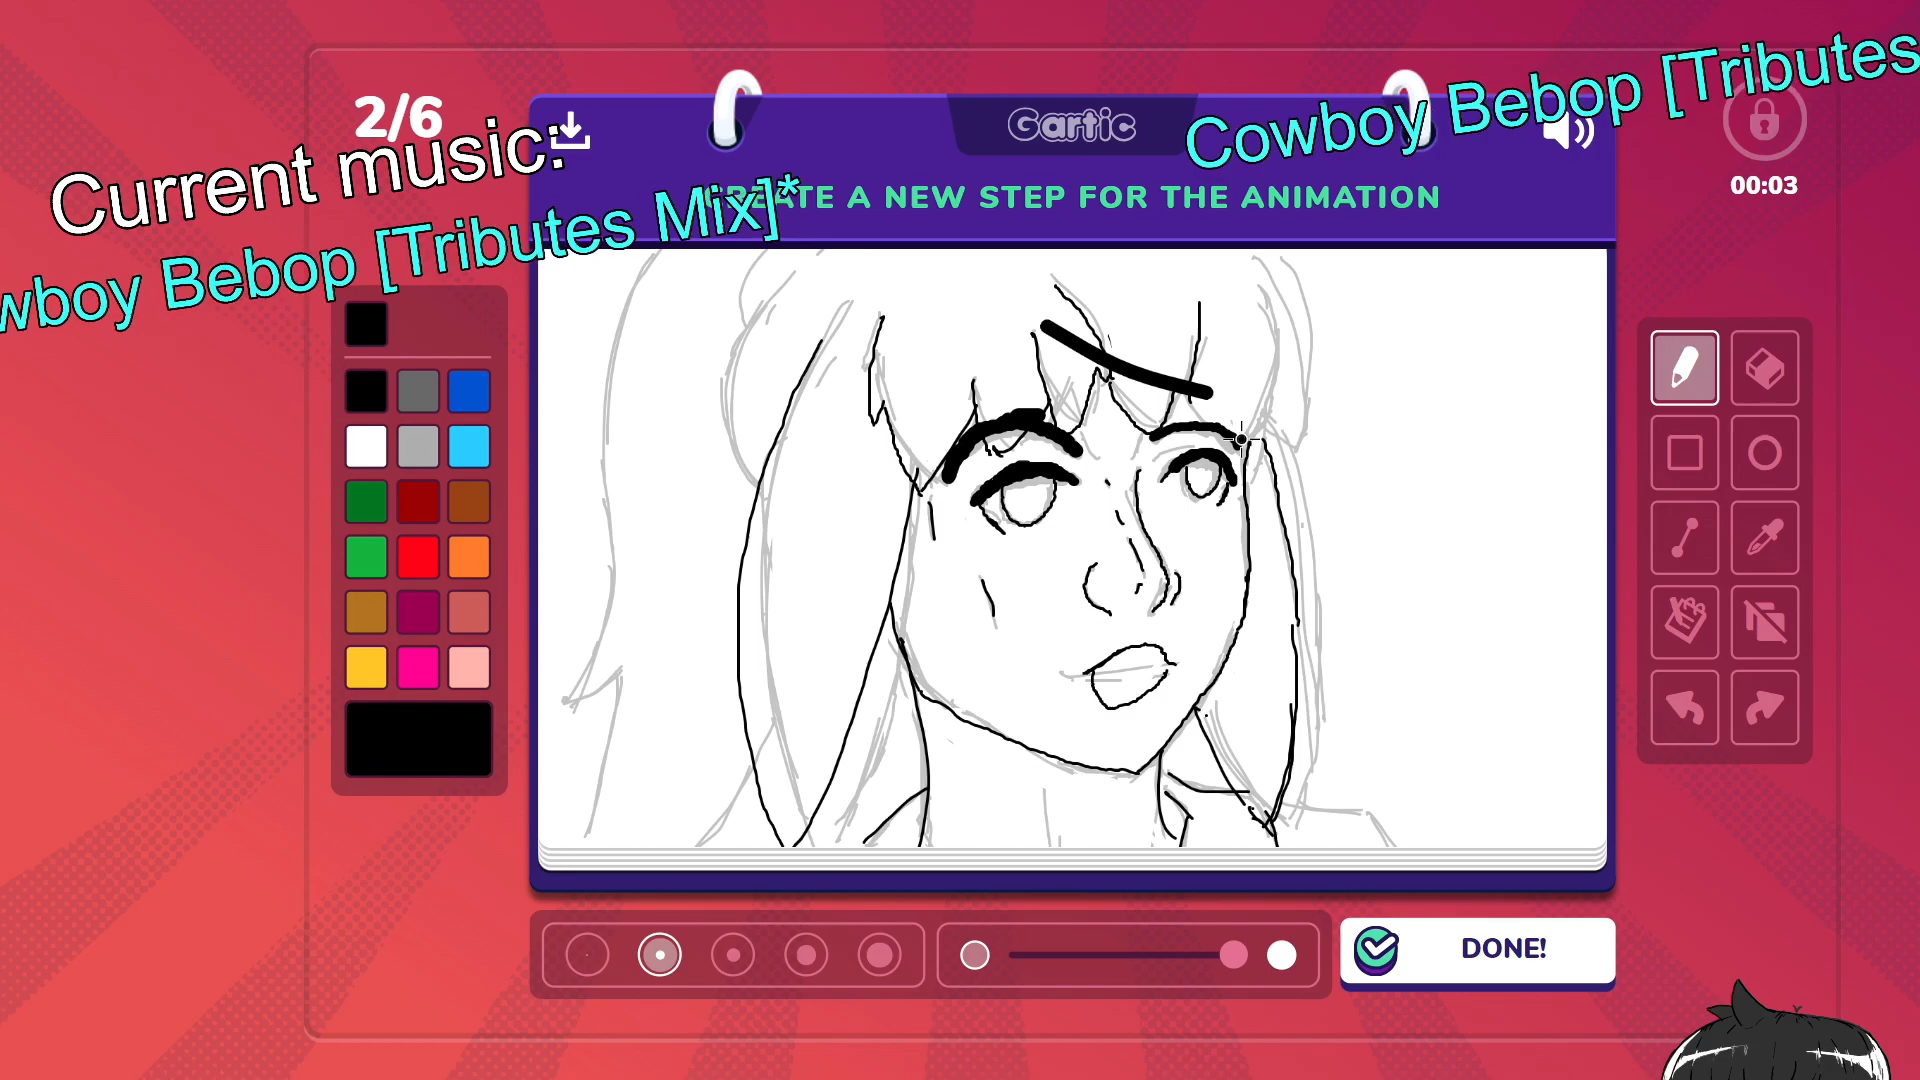 2/6
Current music:
wboy Bebop [Tributes Mix]*
Cowboy Bebop [Tributes
Gartic
CREATE A NEW STEP FOR THE ANIMATION
00:03
DONE!